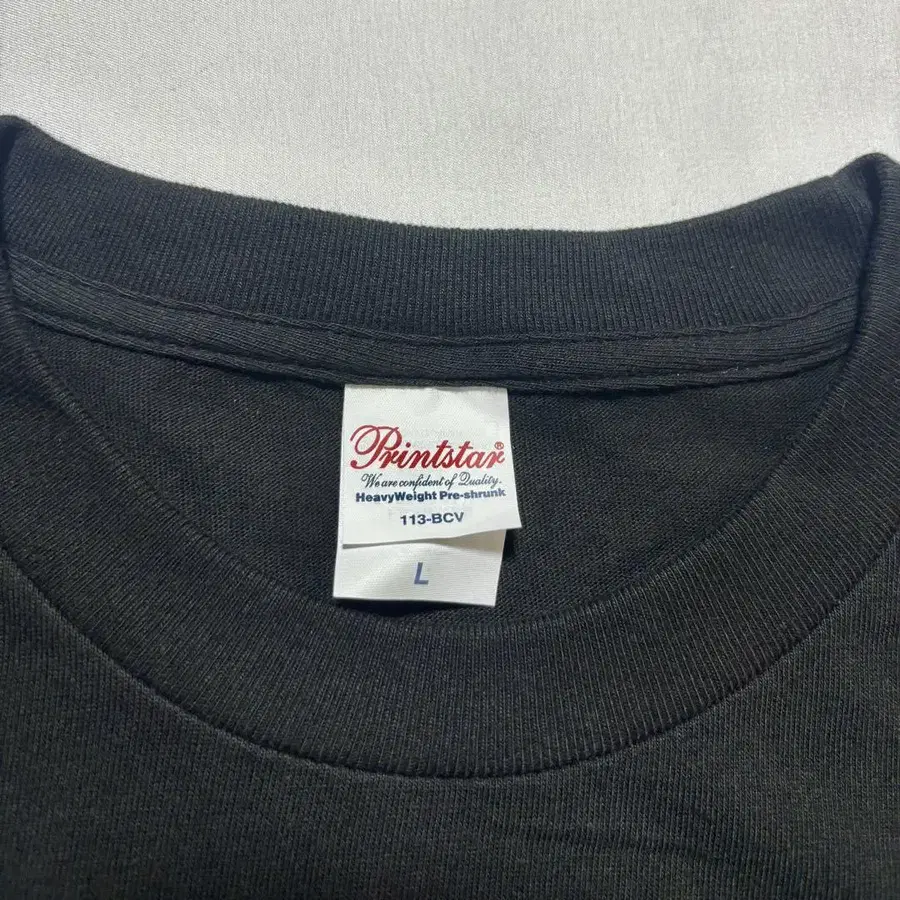 Printstar®
We are confident of Quality.
HeavyWeight Pre-shrunk
113-BCV
L